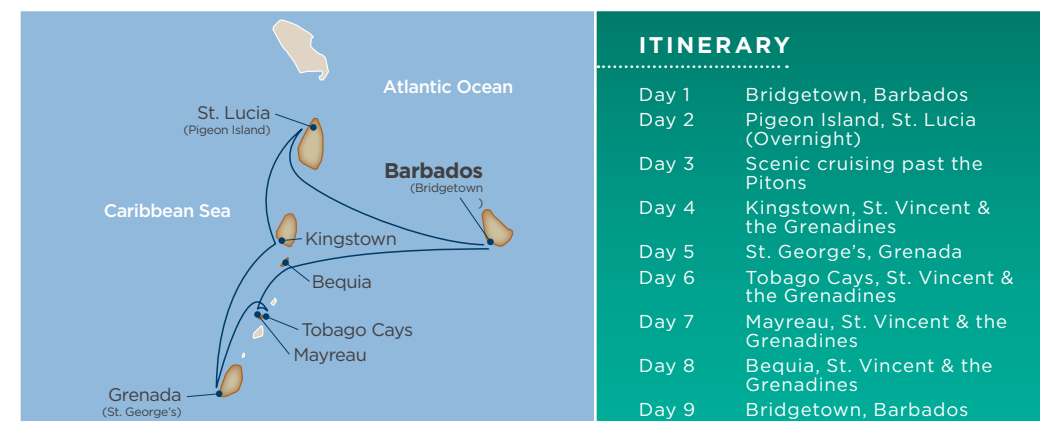 Atlantic Ocean
St. Lucia
(Pigeon Island)
Barbados
(Bridgetown
)
Caribbean Sea
Kingstown
Bequia
Tobago Cays
Mayreau
Grenada
(St. George's)
ITINERARY
Day 1 Bridgetown, Barbados
Day 2 Pigeon Island, St. Lucia
(Overnight)
Day 3 Scenic cruising past the
Pitons
Day 4 Kingstown, St. Vincent &
the Grenadines
Day 5 St. George's, Grenada
Day 6 Tobago Cays, St. Vincent &
the Grenadines
Day 7 Mayreau, St. Vincent & the
Grenadines
Day 8 Bequia, St. Vincent & the
Grenadines
Day 9 Bridgetown, Barbados